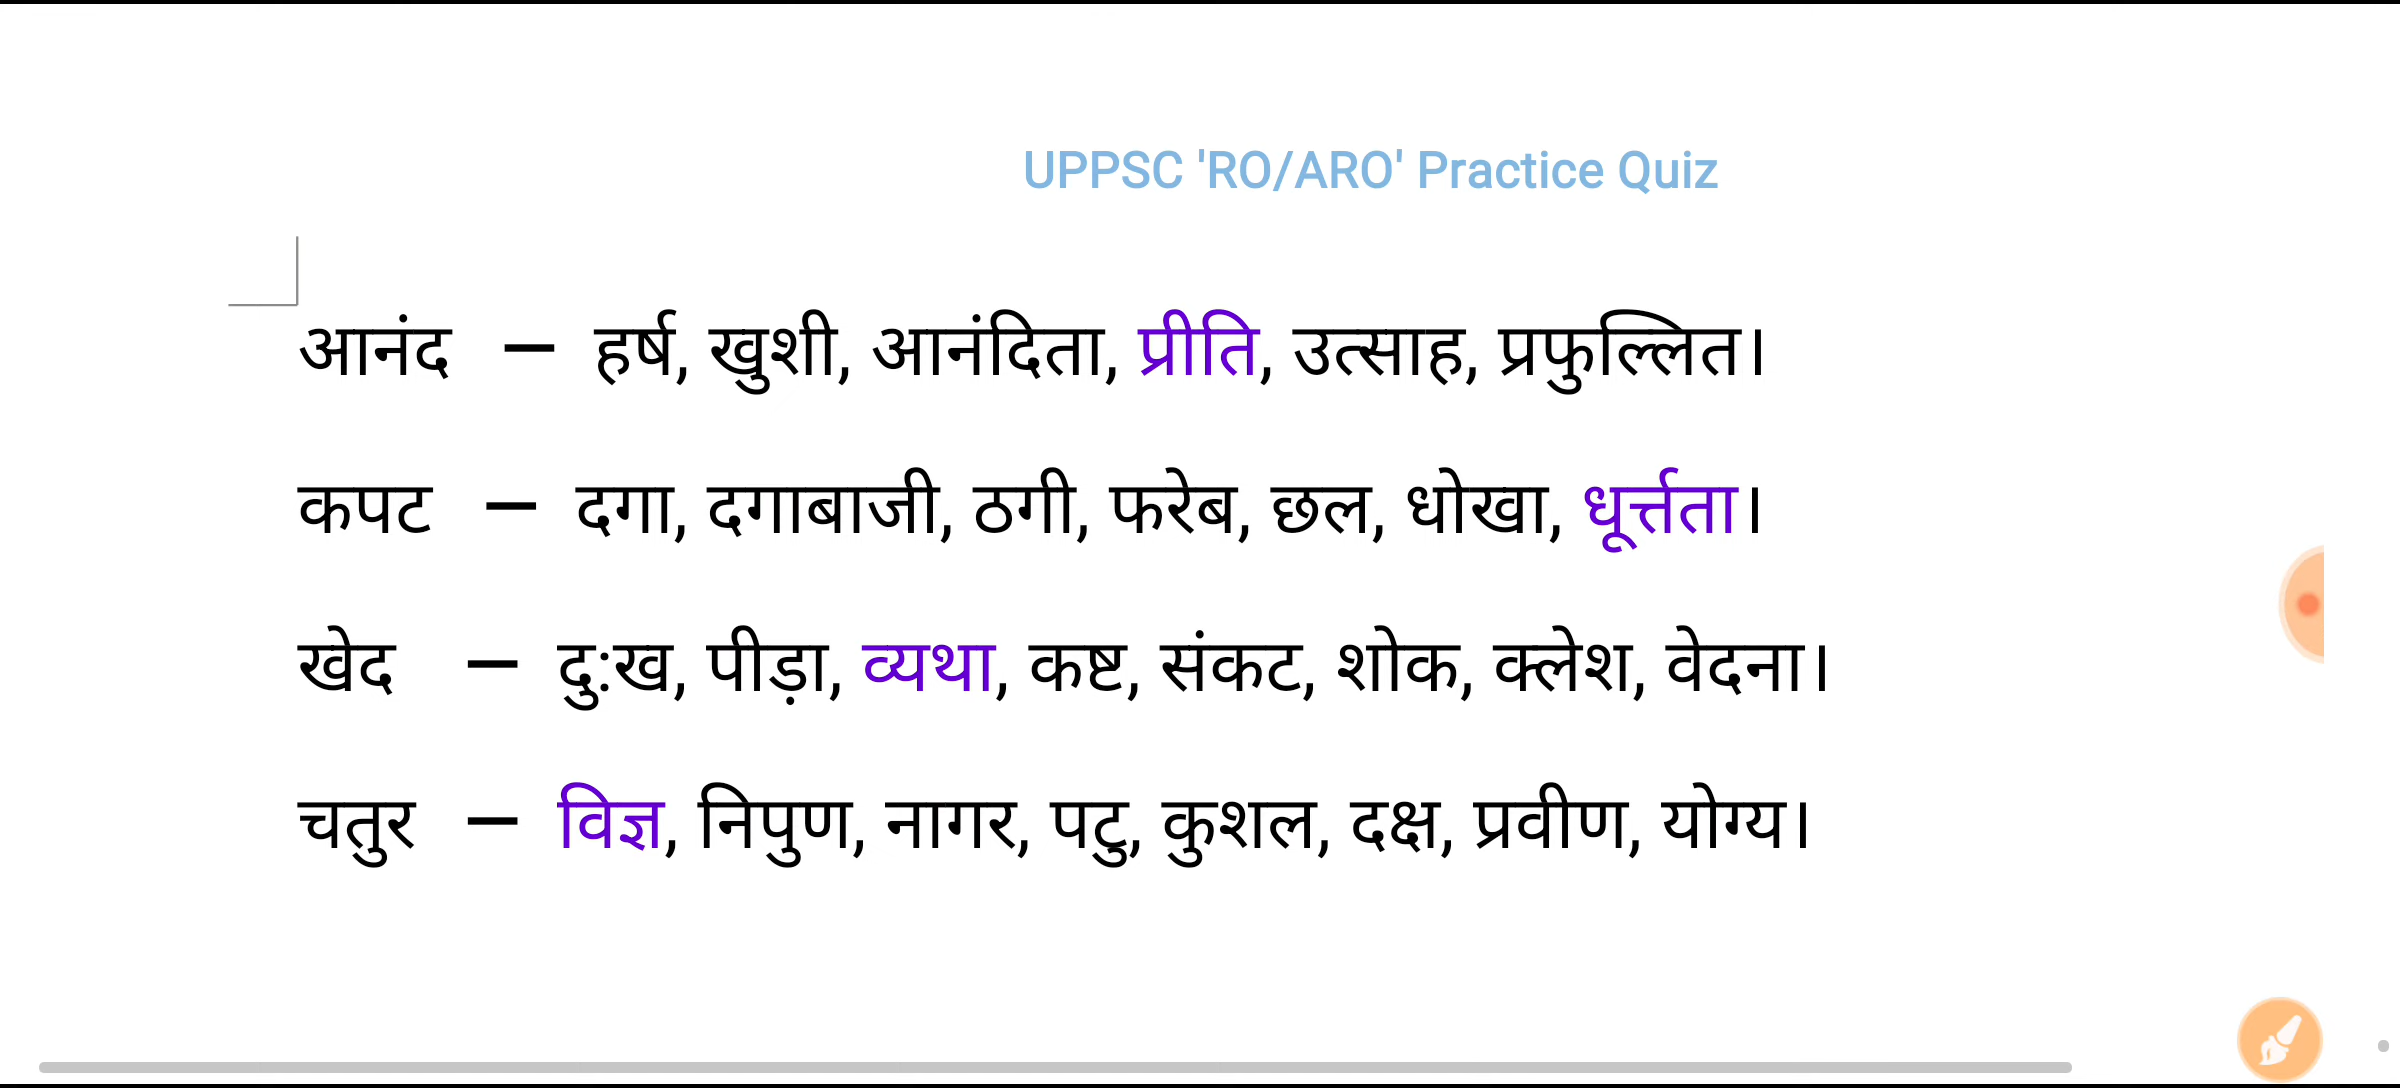 UPPSC 'RO/ARO' Practice Quiz
आनंद – हर्ष, खुशी, आनंदिता, प्रीति, उत्साह, प्रफुल्लित।
कपट – दगा, दगाबाजी, ठगी, फरेब, छल, धोखा, धूर्त्तता।
खेद – दु:ख, पीड़ा, व्यथा, कष्ट, संकट, शोक, क्लेश, वेदना।
चतुर – विज्ञ, निपुण, नागर, पटु, कुशल, दक्ष, प्रवीण, योग्य।